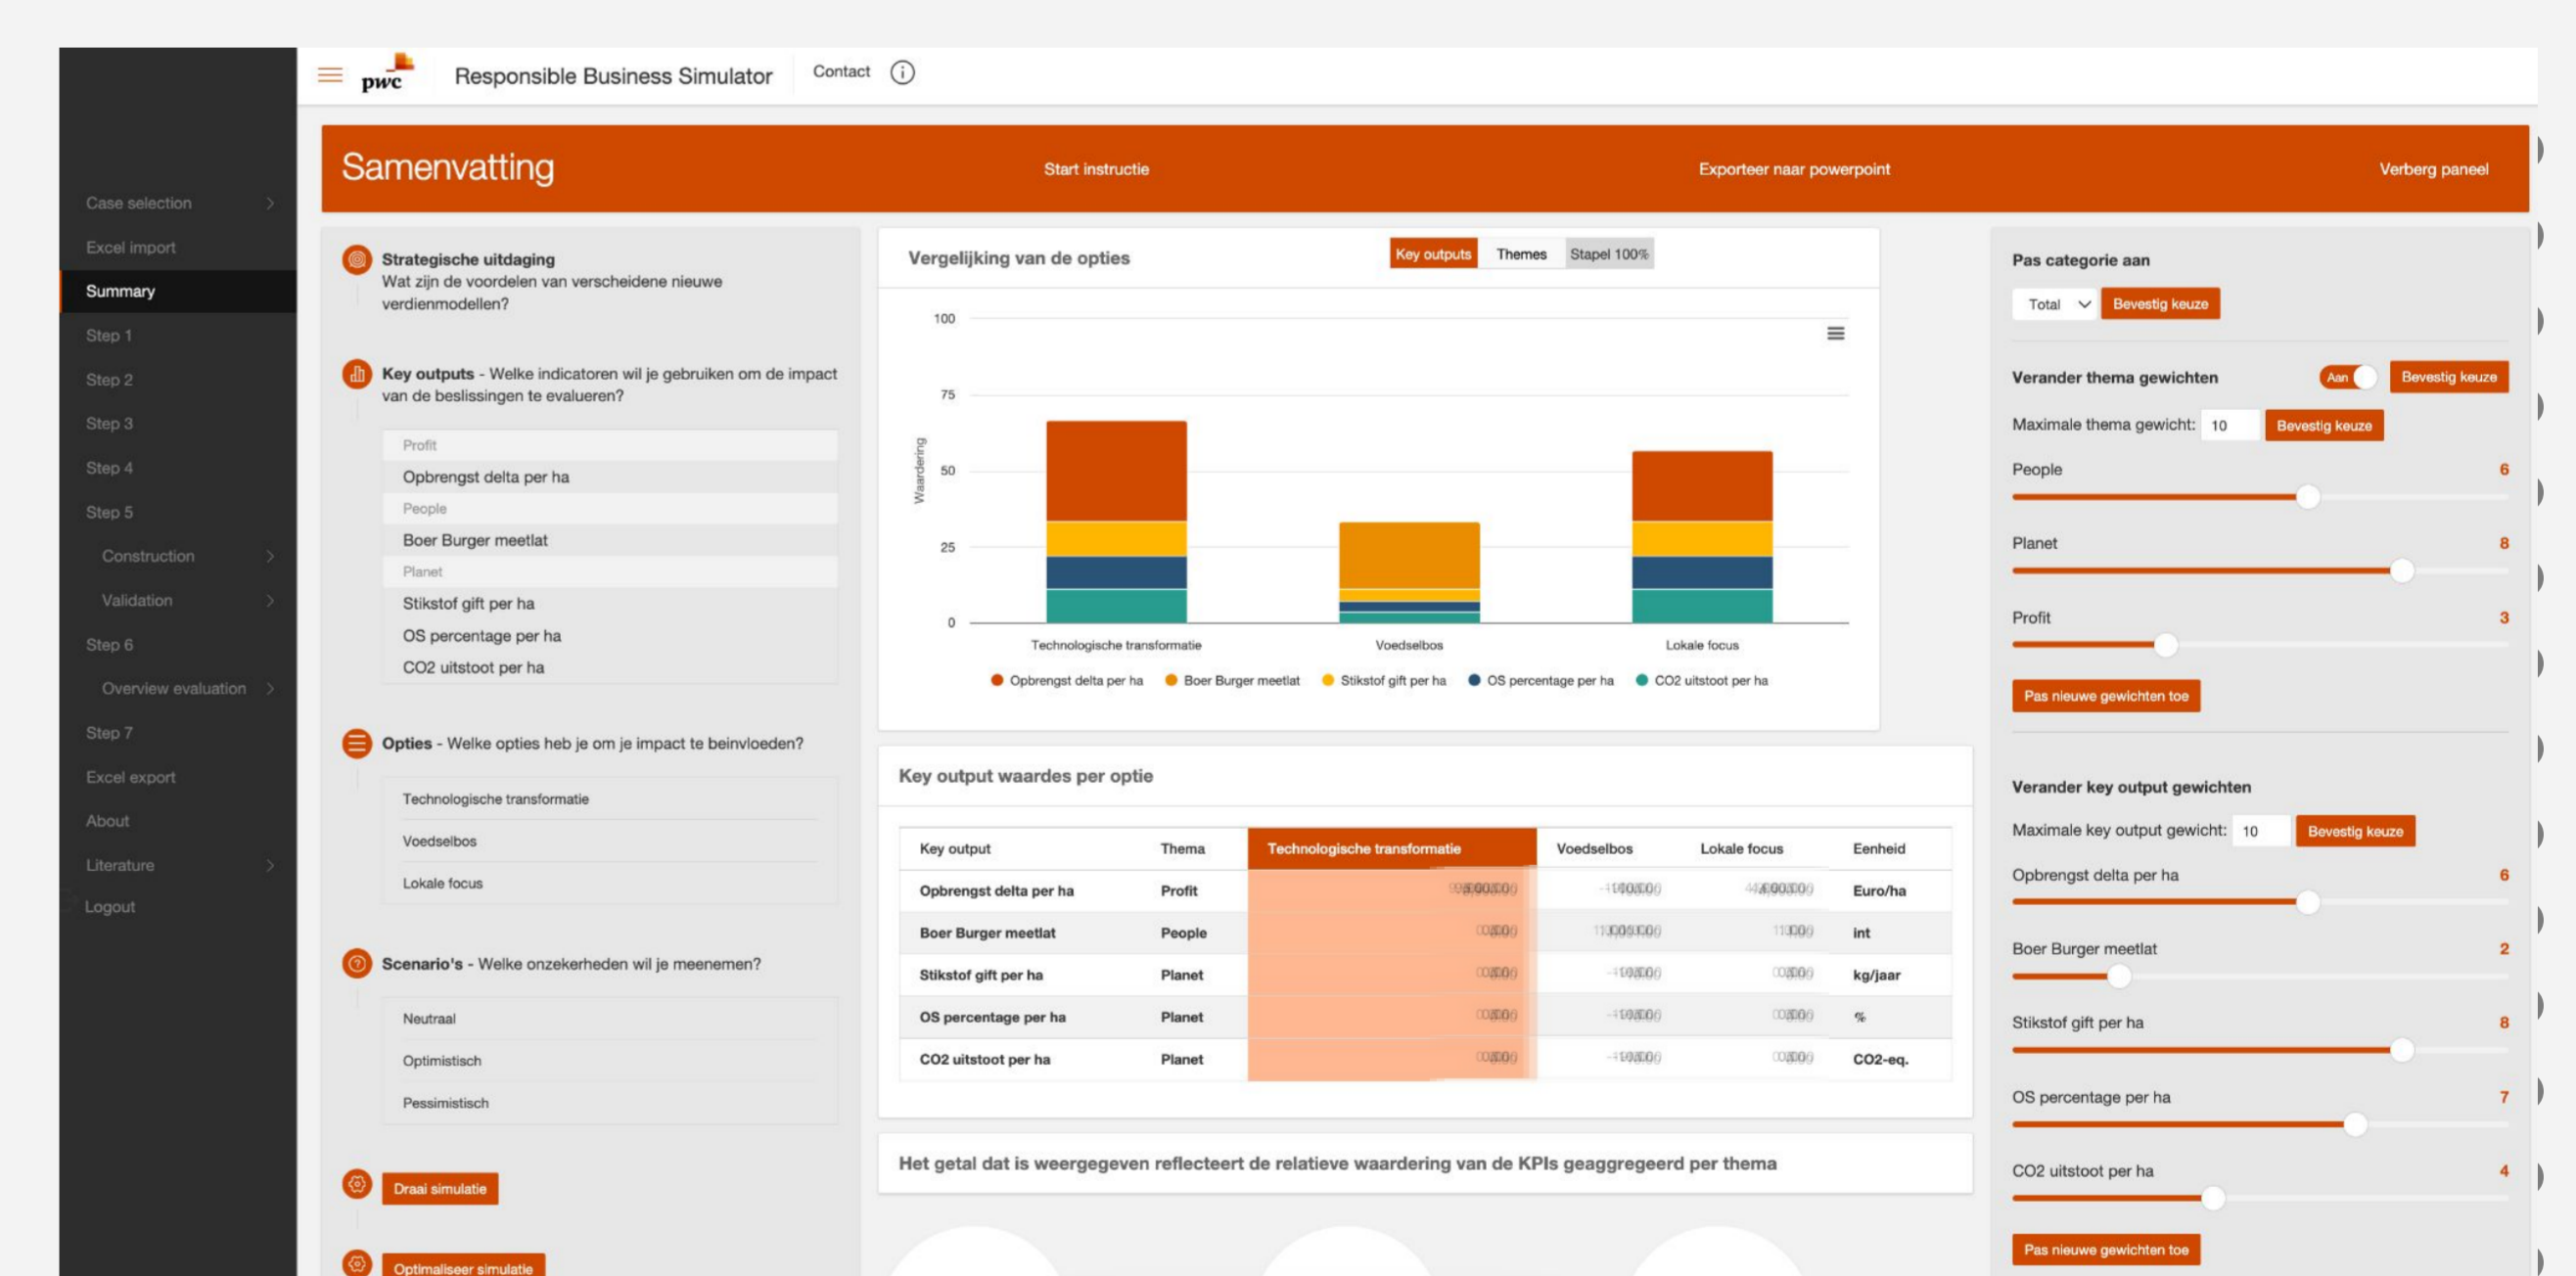 pwc
Responsible Business Simulator
Contact
Case selection
Excel import
Summary
Step 1
Step 2
Step 3
Step 4
Step 5
Construction
Validation
Step 6
Overview evaluation
Step 7
Excel export
About
Literature
Logout
Samenvatting
Start instructie
Exporteer naar powerpoint
Verberg paneel
Strategische uitdaging
Wat zijn de voordelen van verscheidene nieuwe
verdienmodellen?
Key outputs - Welke indicatoren wil je gebruiken om de impact
van de beslissingen te evalueren?
Profit
Opbrengst delta per ha
People
Boer Burger meetlat
Planet
Stikstof gift per ha
OS percentage per ha
CO2 uitstoot per ha
Opties - Welke opties heb je om je impact te beinvloeden?
Technologische transformatie
Voedselbos
Lokale focus
Scenario's - Welke onzekerheden wil je meenemen?
Neutraal
Optimistisch
Pessimistisch
Draai simulatie
Optimaliseer simulatie
Vergelijking van de opties
Key outputs Themes Stapel 100%
100
75
50
25
0
Waardering
Technologische transformatie Voedselbos Lokale focus
Opbrengst delta per ha Boer Burger meetlat Stikstof gift per ha OS percentage per ha CO2 uitstoot per ha
Key output waardes per optie
Key output Thema Technologische transformatie Voedselbos Lokale focus Eenheid
Opbrengst delta per ha Profit Euro/ha
Boer Burger meetlat People int
Stikstof gift per ha Planet kg/jaar
OS percentage per ha Planet %
CO2 uitstoot per ha Planet CO2-eq.
Het getal dat is weergegeven reflecteert de relatieve waardering van de KPIs geaggregeerd per thema
Pas categorie aan
Total Bevestig keuze
Verander thema gewichten Aan Bevestig keuze
Maximale thema gewicht: 10 Bevestig keuze
People 6
Planet 8
Profit 3
Pas nieuwe gewichten toe
Verander key output gewichten
Maximale key output gewicht: 10 Bevestig keuze
Opbrengst delta per ha 6
Boer Burger meetlat 2
Stikstof gift per ha 8
OS percentage per ha 7
CO2 uitstoot per ha 4
Pas nieuwe gewichten toe